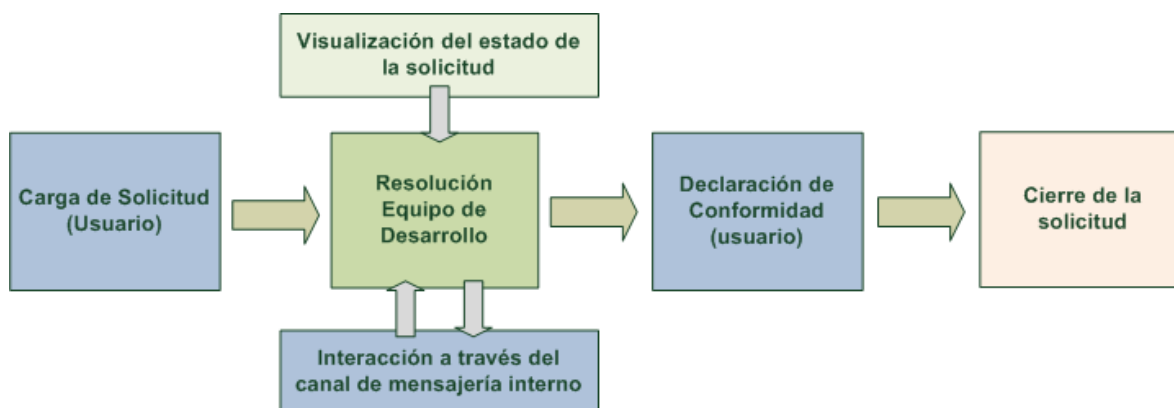 Visualización del estado de
la solicitud
Carga de Solicitud
(Usuario)
Resolución
Equipo de
Desarrollo
Declaración de
Conformidad
(usuario)
Cierre de la
solicitud
Interacción a través del
canal de mensajería interno